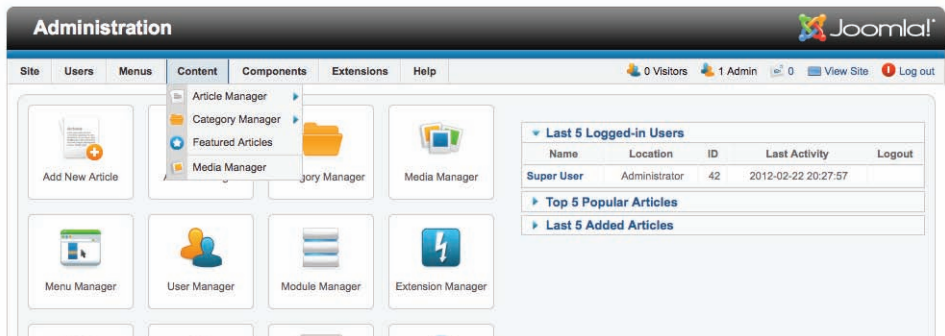 Administration
Joomla!
Site Users Menus Content Components Extensions Help
0 Visitors 1 Admin 0 View Site Log out
Article Manager
Category Manager
Featured Articles
Media Manager
Add New Article
Manager
Media Manager
Last 5 Logged-in Users
Name Location ID Last Activity Logout
Super User Administrator 42 2012-02-22 20:27:57
Top 5 Popular Articles
Last 5 Added Articles
Menu Manager
User Manager
Module Manager
Extension Manager